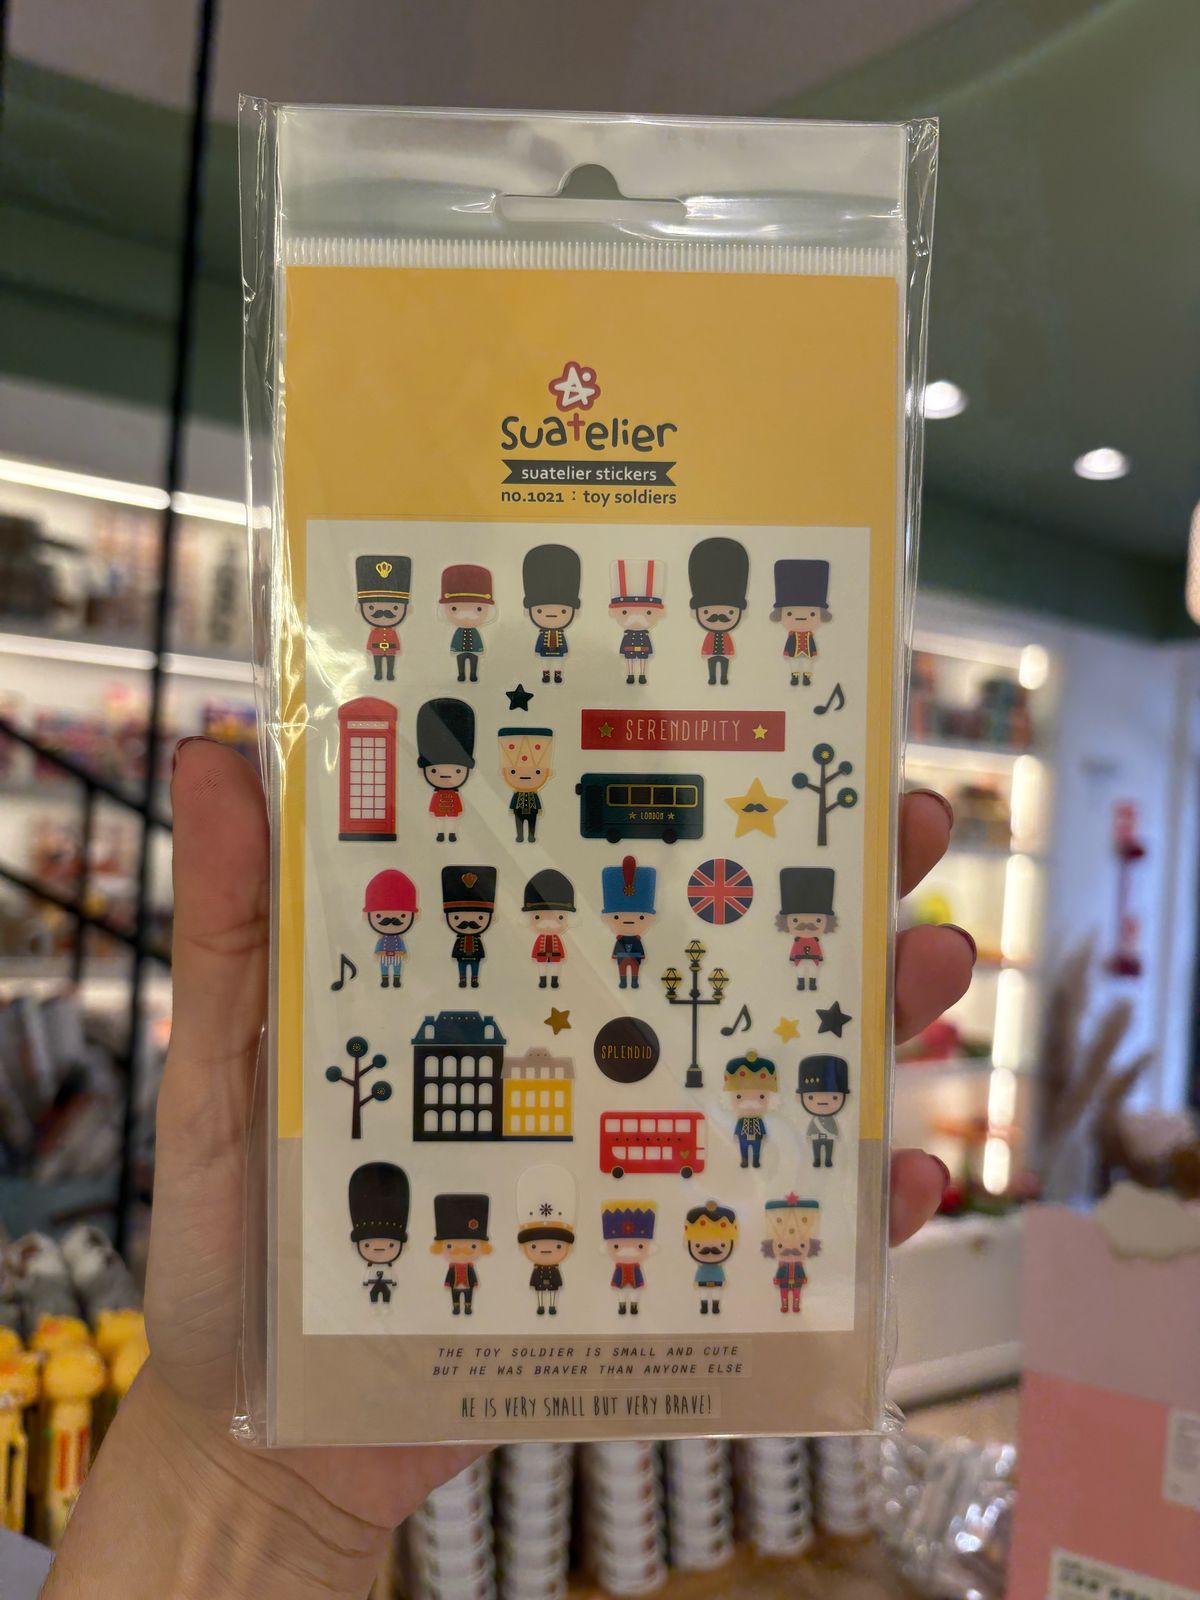 suatelier
suatelier stickers
no.1021 : toy soldiers
SERENDIPITY
LONDON
SPLENDID
THE TOY SOLDIER IS SMALL AND CUTE
BUT HE WAS BRAVER THAN ANYONE ELSE
HE IS VERY SMALL BUT VERY BRAVE!